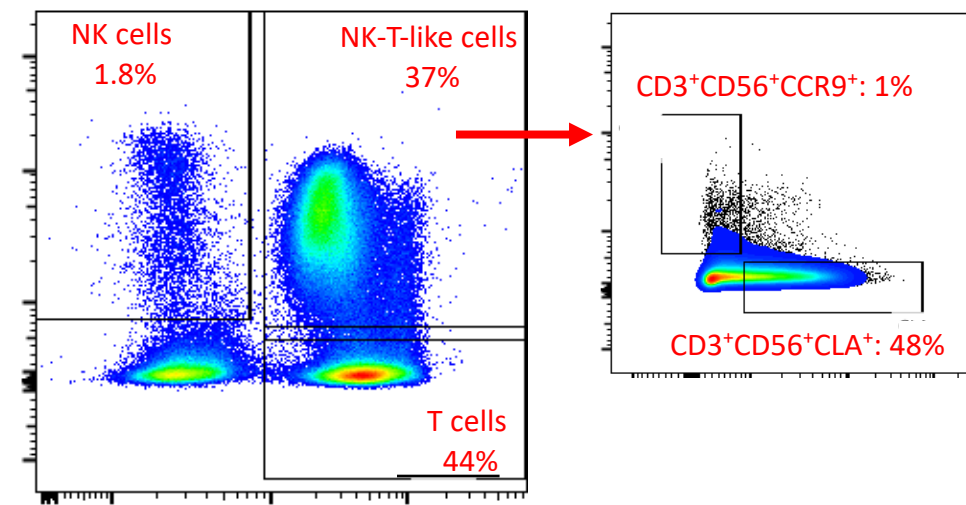 NK cells
1.8%
NK-T-like cells
37%
T cells
44%
CD3⁺CD56⁺CCR9⁺: 1%
CD3⁺CD56⁺CLA⁺: 48%